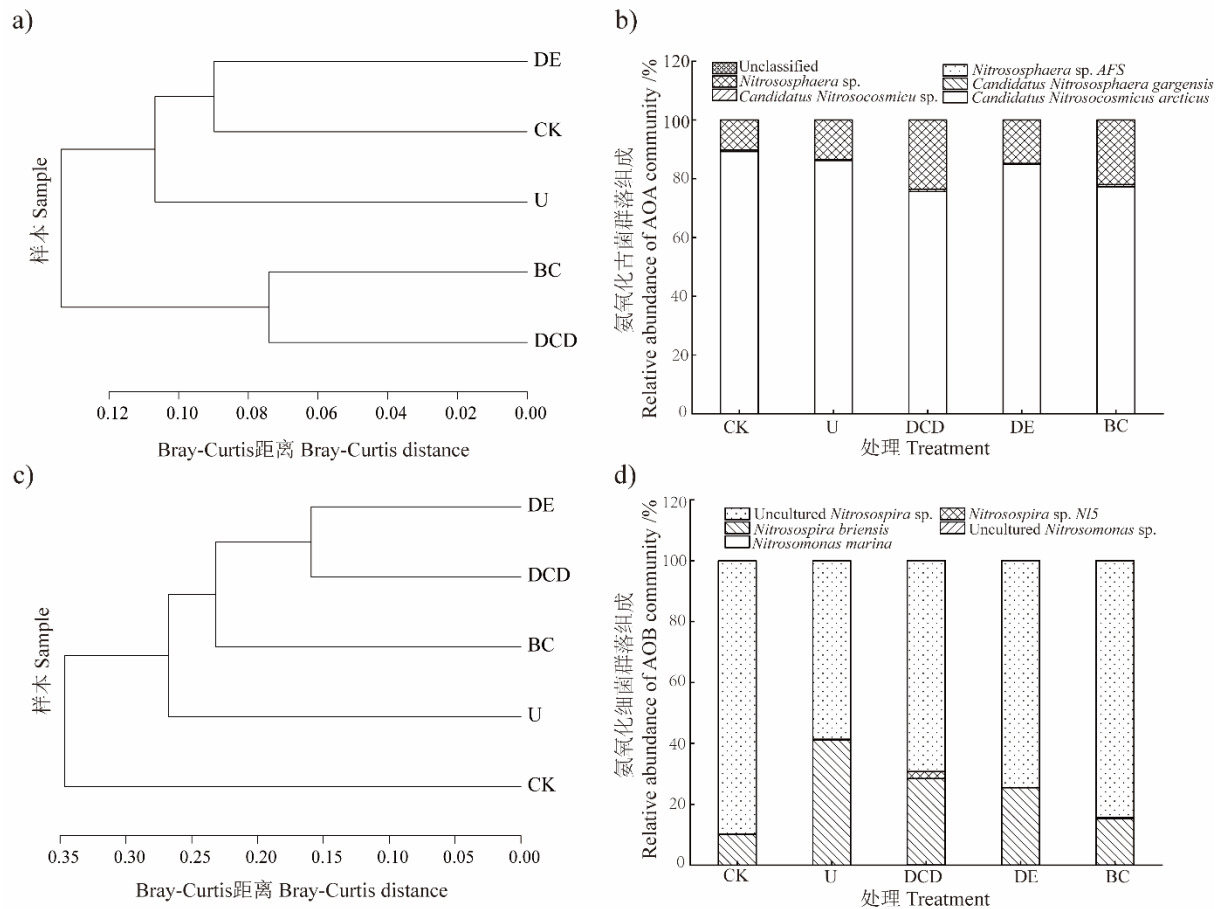 a)
DE
CK
U
BC
DCD
样本 Sample
0.12 0.10 0.08 0.06 0.04 0.02 0.00
Bray-Curtis距离 Bray-Curtis distance
b)
氨氧化古菌群落组成
Relative abundance of AOA community /%
120
100
80
60
40
20
0
Unclassified
Nitrososphaera sp.
Candidatus Nitrosocosmicu sp.
Nitrososphaera sp. AFS
Candidatus Nitrososphaera gargensis
Candidatus Nitrosocosmicus arcticus
CK U DCD DE BC
处理 Treatment
c)
DE
DCD
BC
U
CK
样本 Sample
0.35 0.30 0.25 0.20 0.15 0.10 0.05 0.00
Bray-Curtis距离 Bray-Curtis distance
d)
氨氧化细菌群落组成
Relative abundance of AOB community /%
120
100
80
60
40
20
0
Uncultured Nitrosospira sp.
Nitrosospira briensis
Nitrosomonas marina
Nitrosospira sp. Nl5
Uncultured Nitrosomonas sp.
CK U DCD DE BC
处理 Treatment